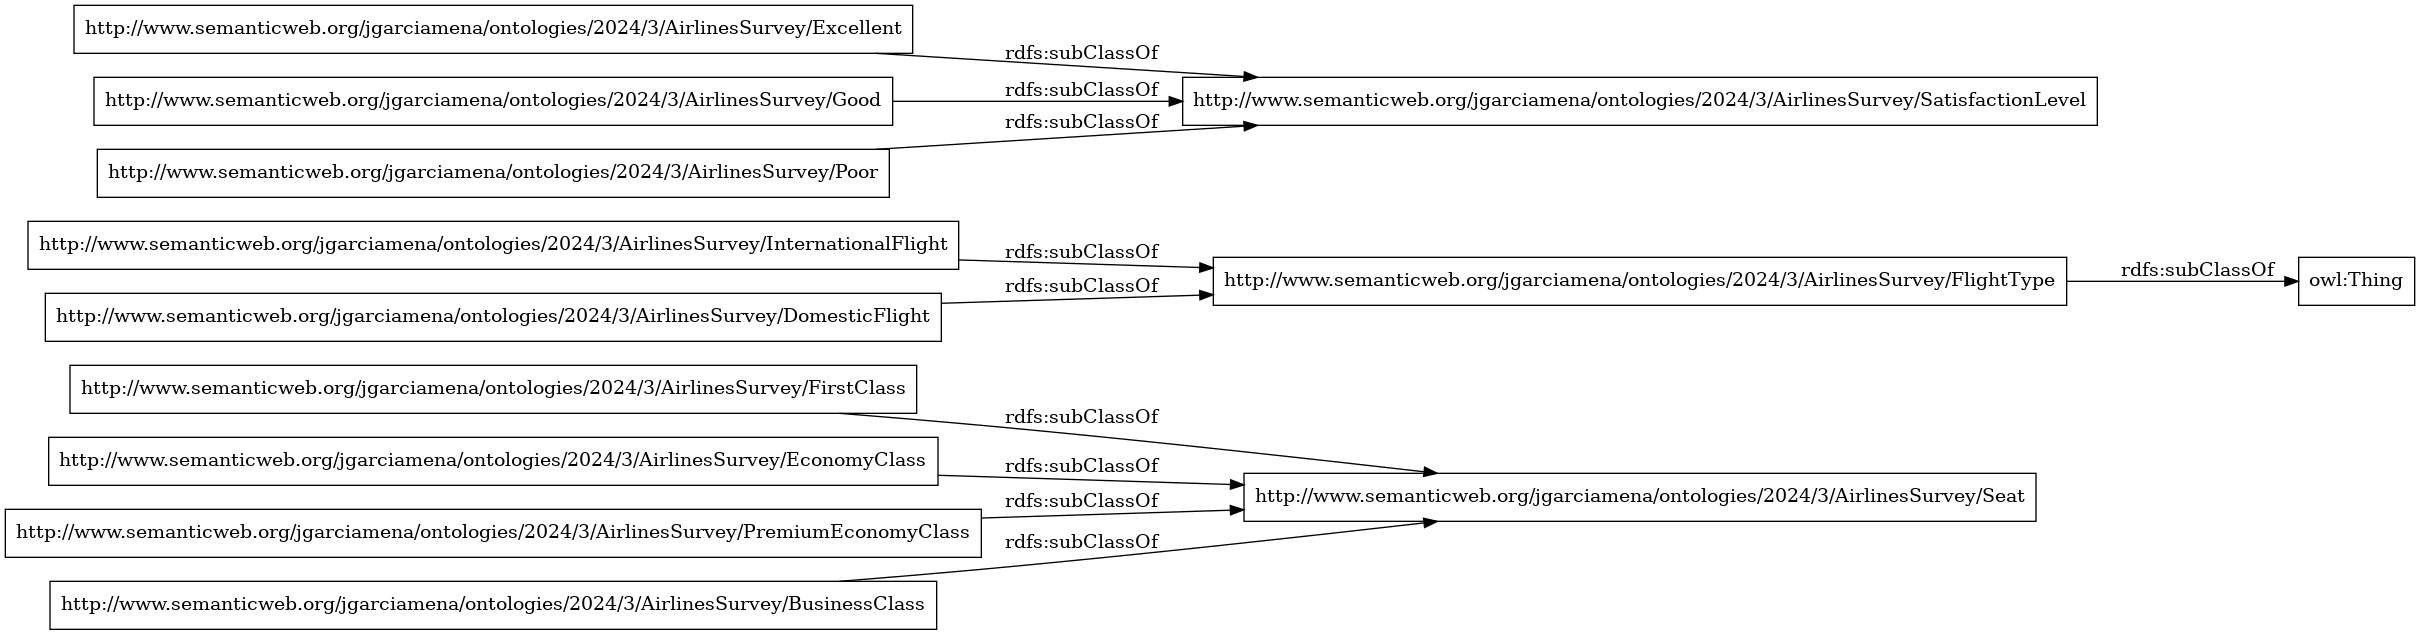 http://www.semanticweb.org/jgarciamena/ontologies/2024/3/AirlinesSurvey/Excellent
rdfs:subClassOf
http://www.semanticweb.org/jgarciamena/ontologies/2024/3/AirlinesSurvey/Good
rdfs:subClassOf
http://www.semanticweb.org/jgarciamena/ontologies/2024/3/AirlinesSurvey/SatisfactionLevel
rdfs:subClassOf
http://www.semanticweb.org/jgarciamena/ontologies/2024/3/AirlinesSurvey/Poor
http://www.semanticweb.org/jgarciamena/ontologies/2024/3/AirlinesSurvey/InternationalFlight
rdfs:subClassOf
http://www.semanticweb.org/jgarciamena/ontologies/2024/3/AirlinesSurvey/FlightType
rdfs:subClassOf
owl:Thing
rdfs:subClassOf
http://www.semanticweb.org/jgarciamena/ontologies/2024/3/AirlinesSurvey/DomesticFlight
http://www.semanticweb.org/jgarciamena/ontologies/2024/3/AirlinesSurvey/FirstClass
rdfs:subClassOf
http://www.semanticweb.org/jgarciamena/ontologies/2024/3/AirlinesSurvey/EconomyClass
rdfs:subClassOf
http://www.semanticweb.org/jgarciamena/ontologies/2024/3/AirlinesSurvey/Seat
rdfs:subClassOf
http://www.semanticweb.org/jgarciamena/ontologies/2024/3/AirlinesSurvey/PremiumEconomyClass
rdfs:subClassOf
http://www.semanticweb.org/jgarciamena/ontologies/2024/3/AirlinesSurvey/BusinessClass